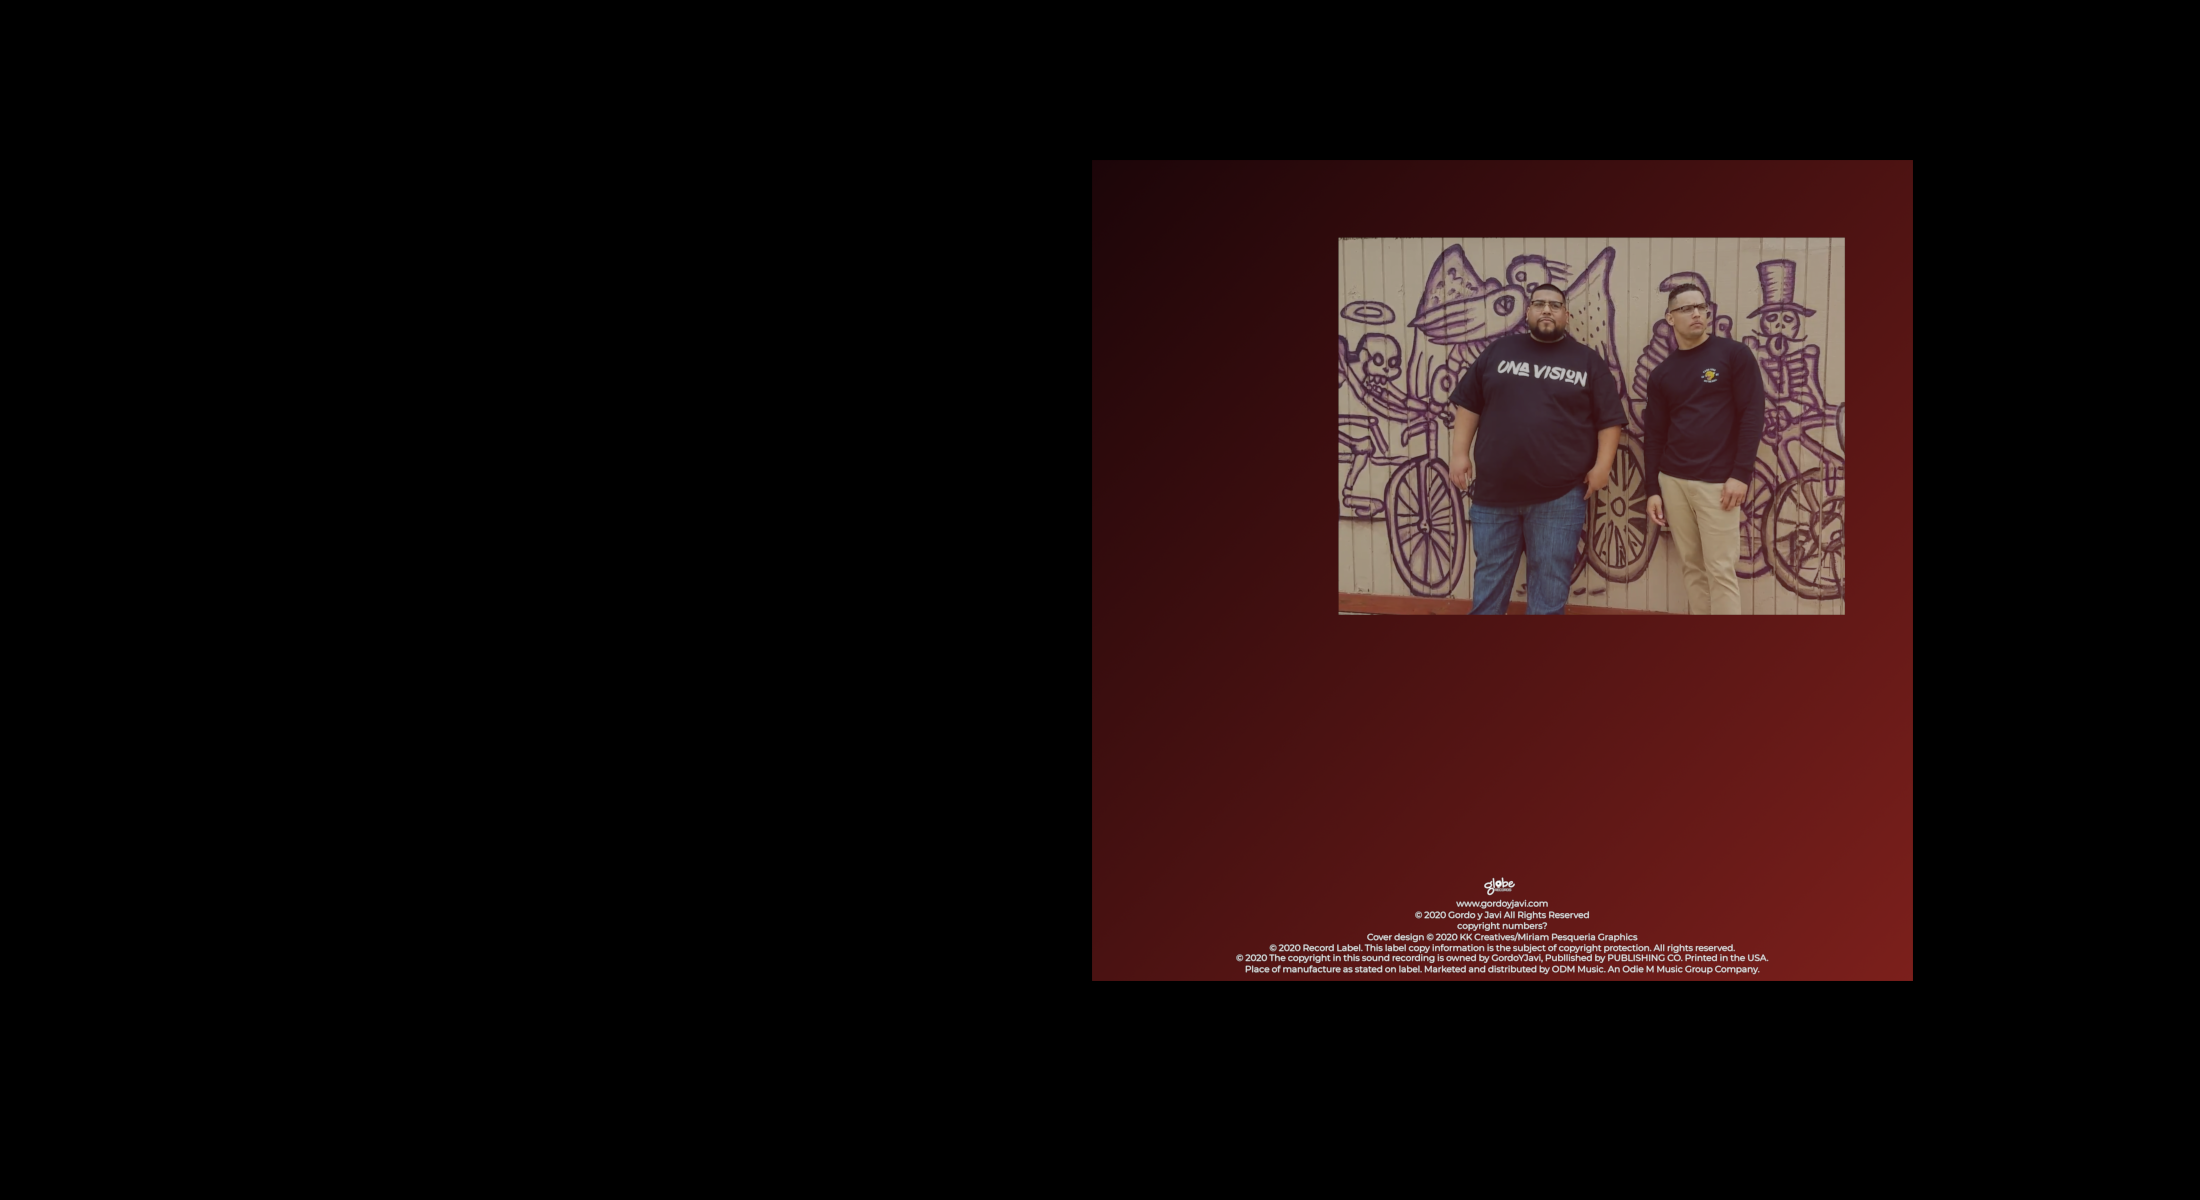 UNA VISION
globe
www.gordoyjavi.com
© 2020 Gordo y Javi All Rights Reserved
copyright numbers?
Cover design © 2020 KK Creatives/Miriam Pesqueria Graphics
© 2020 Record Label. This label copy information is the subject of copyright protection. All rights reserved.
© 2020 The copyright in this sound recording is owned by GordoYJavi, Publlished by PUBLISHING CO. Printed in the USA.
Place of manufacture as stated on label. Marketed and distributed by ODM Music. An Odie M Music Group Company.